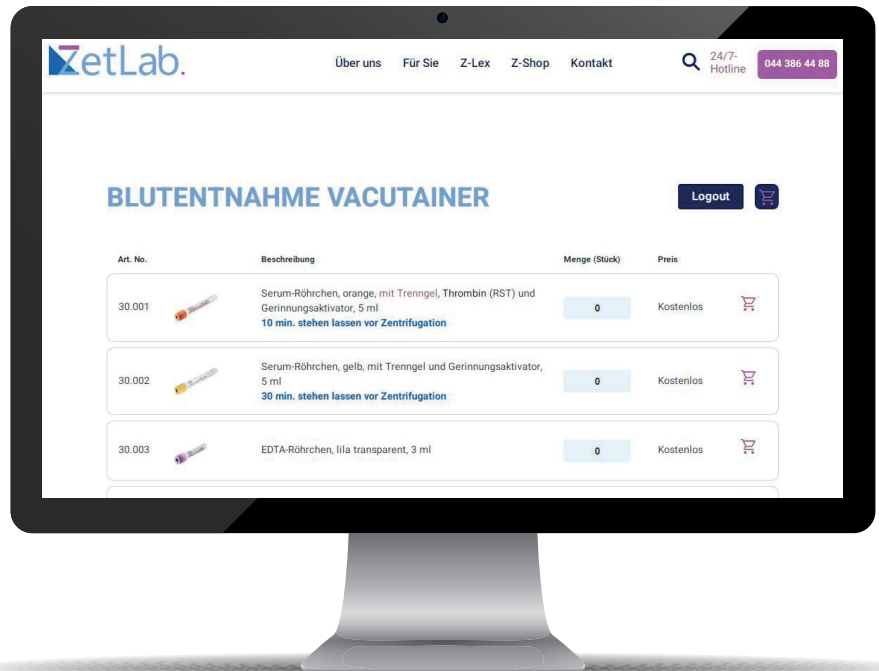 ZetLab.
Über uns Für Sie Z-Lex Z-Shop Kontakt
24/7-
Hotline
044 386 44 88
BLUTENTNAHME VACUTAINER
Logout
Art. No. Beschreibung Menge (Stück) Preis
Serum-Röhrchen, orange, mit Trenngel, Thrombin (RST) und
30.001 Gerinnungsaktivator, 5 ml 0 Kostenlos
10 min. stehen lassen vor Zentrifugation
Serum-Röhrchen, gelb, mit Trenngel und Gerinnungsaktivator,
30.002 5 ml 0 Kostenlos
30 min. stehen lassen vor Zentrifugation
30.003 EDTA-Röhrchen, lila transparent, 3 ml 0 Kostenlos